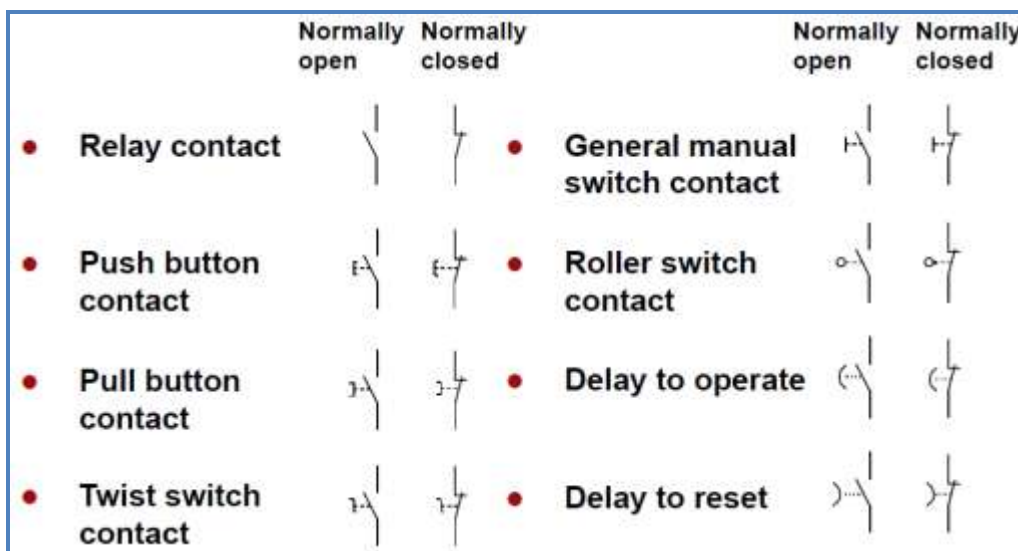 Normally Normally
open closed
Normally Normally
open closed
Relay contact
General manual
switch contact
Push button
contact
Roller switch
contact
Pull button
contact
Delay to operate
Twist switch
contact
Delay to reset